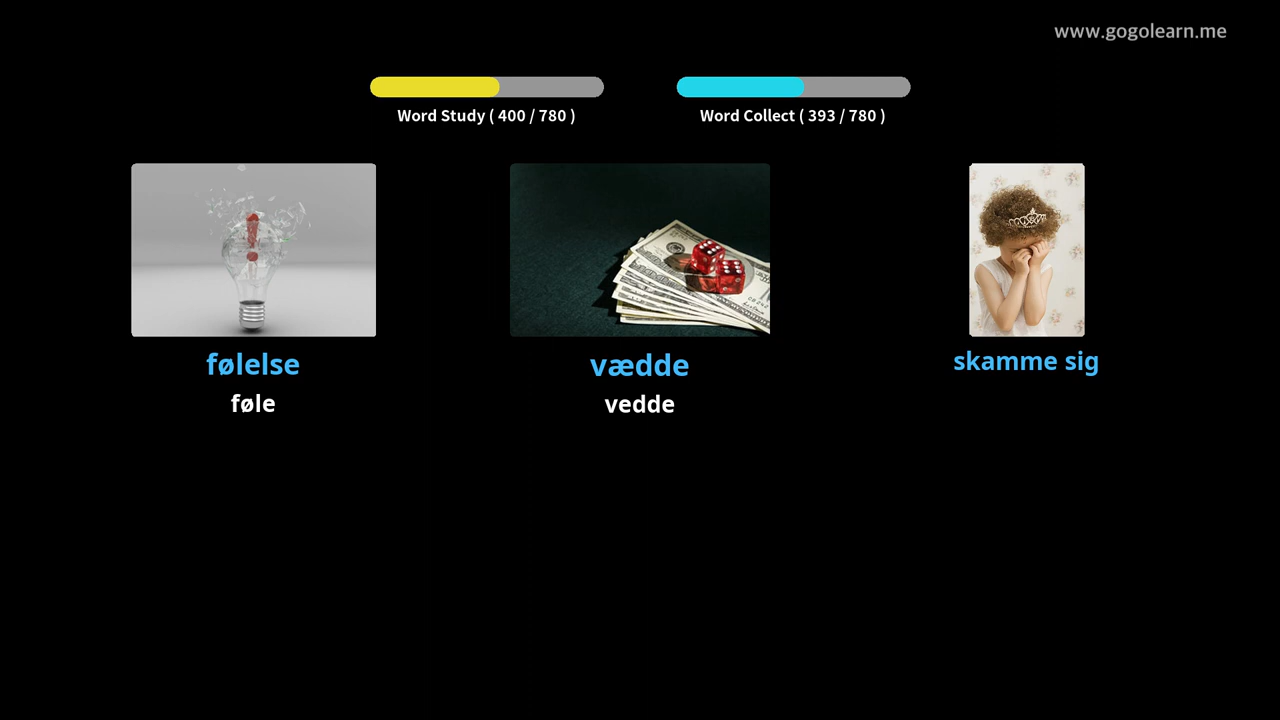 www.gogolearn.me
Word Study ( 400 / 780 )
Word Collect ( 393 / 780 )
følelse
vædde
skamme sig
føle
vedde